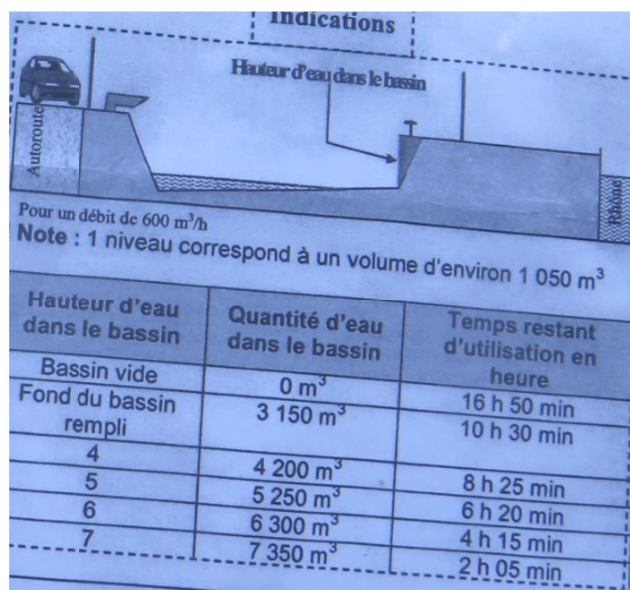 Indications
Hauteur d'eau dans le bassin
Autoroute
Rhône
Pour un débit de 600 m³/h
Note : 1 niveau correspond à un volume d'environ 1 050 m³
Hauteur d'eau dans le bassin | Quantité d'eau dans le bassin | Temps restant d'utilisation en heure
Bassin vide | 0 m³ | 16 h 50 min
Fond du bassin rempli | 3 150 m³ | 10 h 30 min
4 | 4 200 m³ | 8 h 25 min
5 | 5 250 m³ | 6 h 20 min
6 | 6 300 m³ | 4 h 15 min
7 | 7 350 m³ | 2 h 05 min